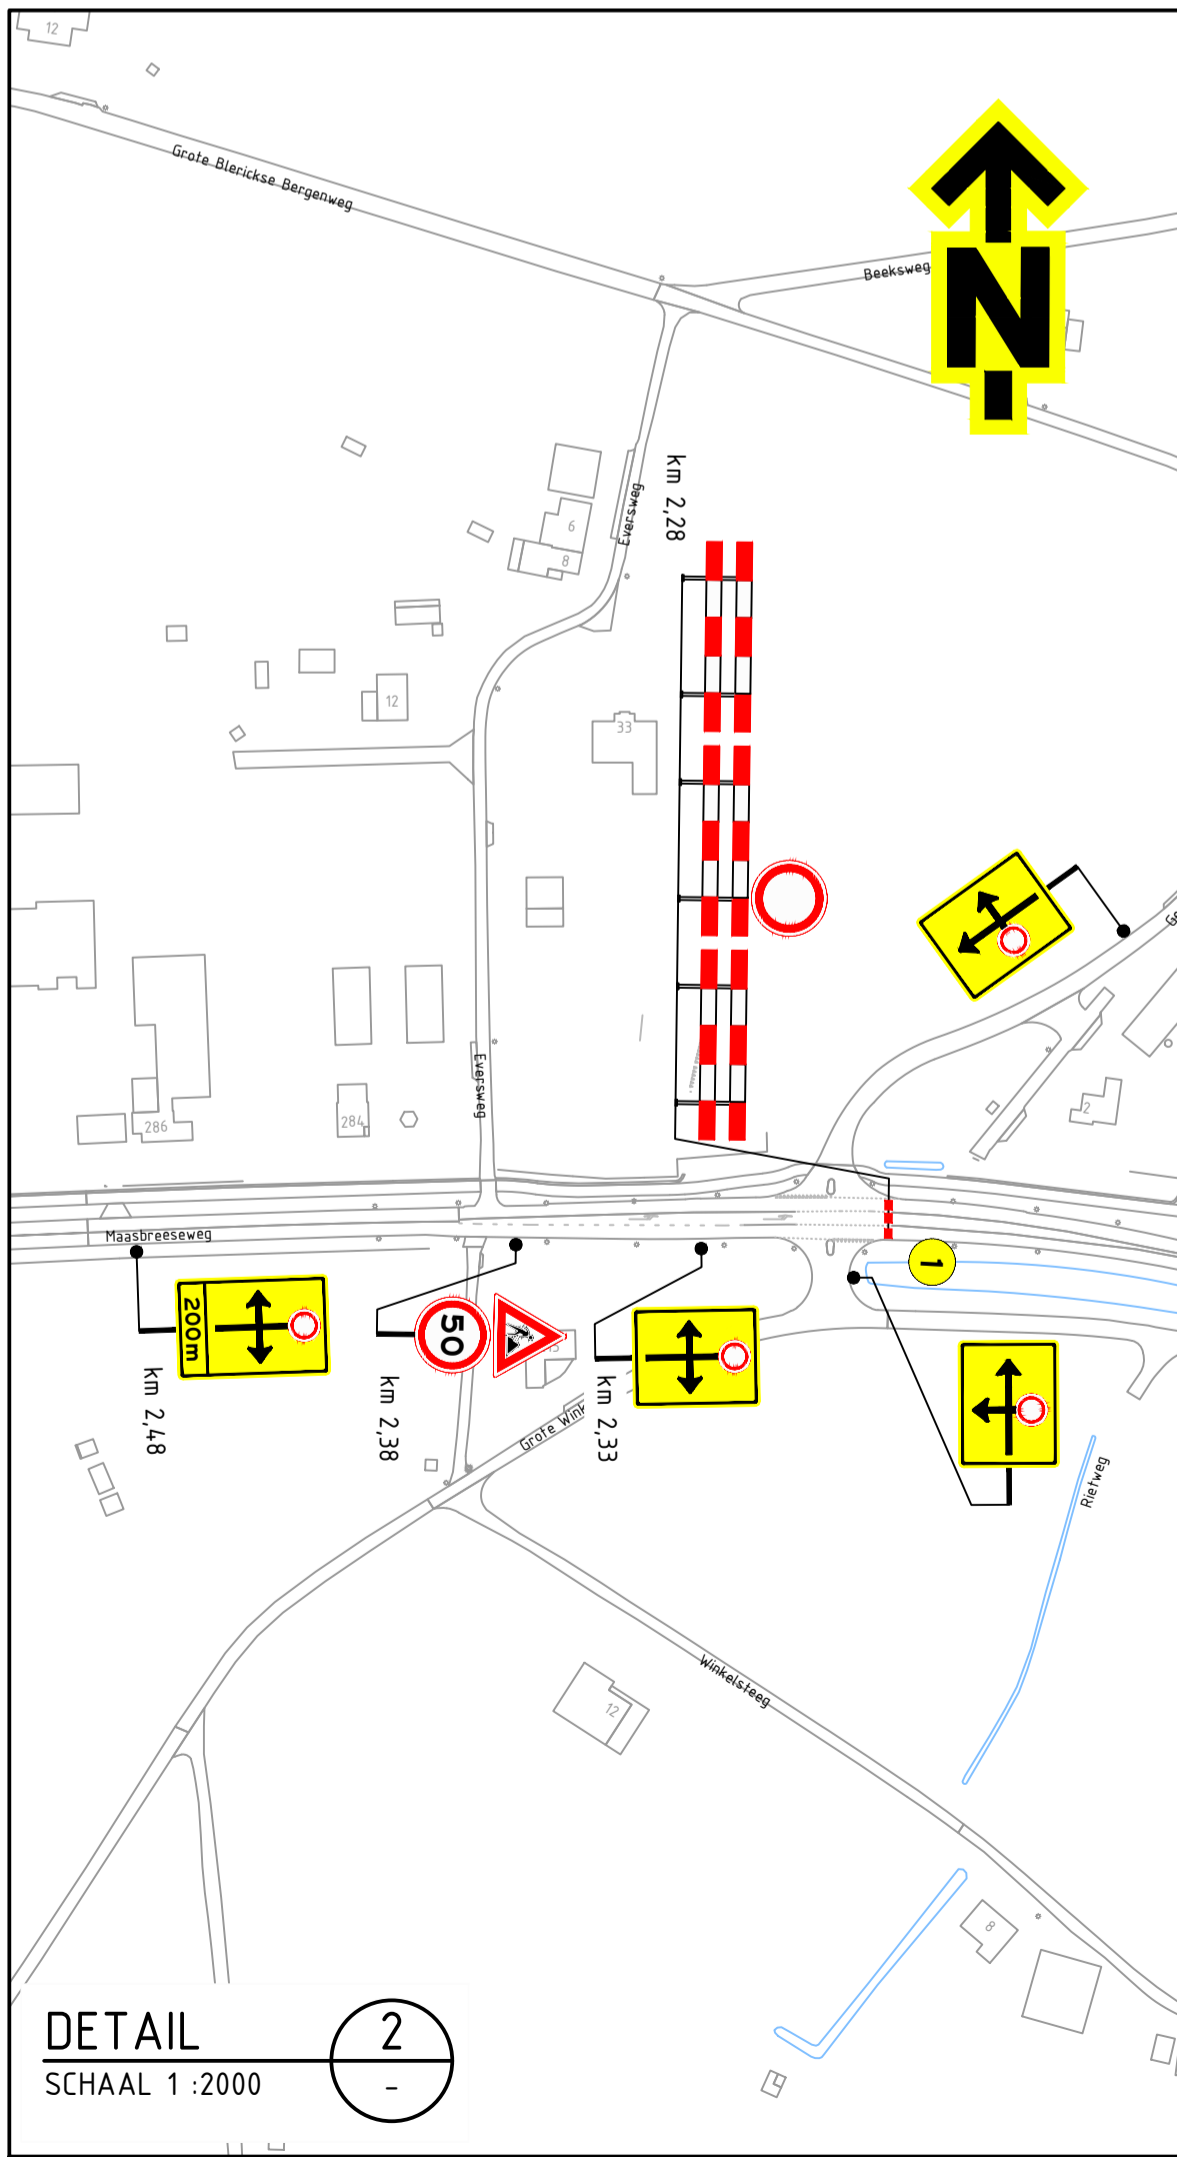 12
Grote Blerickse Bergenweg
Beeksweg
N
km 2,28
Eversweg
6
8
12
33
Eversweg
2
286
284
Maasbreeseweg
1
200m
50
km 2,48
km 2,38
km 2,33
Grote Wink
Rietweg
Winkelsteeg
12
8
DETAIL
2
SCHAAL 1 :2000
-